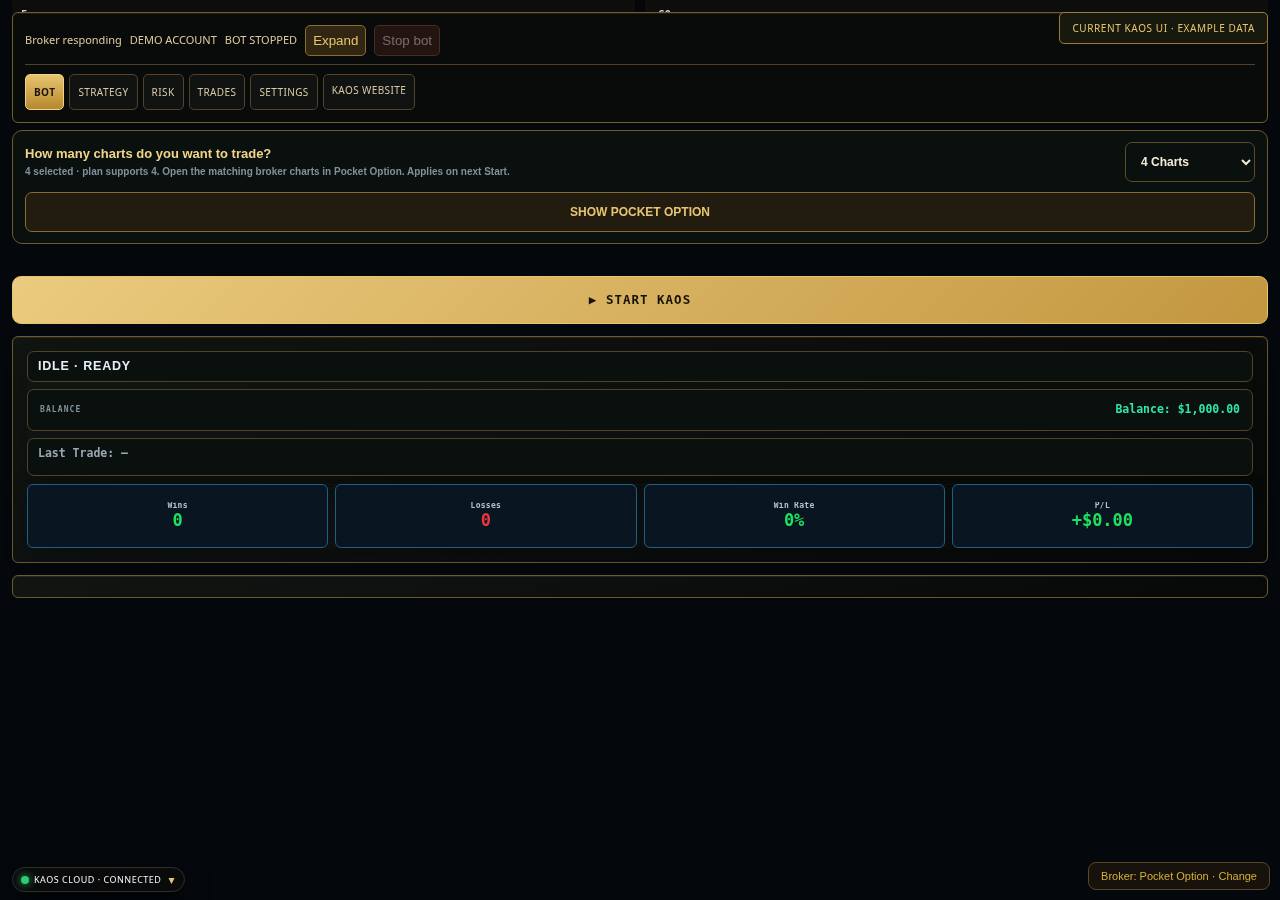 CURRENT KAOS UI · EXAMPLE DATA
Broker responding DEMO ACCOUNT BOT STOPPED Expand Stop bot
BOT STRATEGY RISK TRADES SETTINGS KAOS WEBSITE
How many charts do you want to trade?
4 selected · plan supports 4. Open the matching broker charts in Pocket Option. Applies on next Start.
4 Charts
SHOW POCKET OPTION
▶ START KAOS
IDLE · READY
BALANCE Balance: $1,000.00
Last Trade: —
Wins Losses Win Rate P/L
0 0 0% +$0.00
KAOS CLOUD · CONNECTED ▼
Broker: Pocket Option · Change